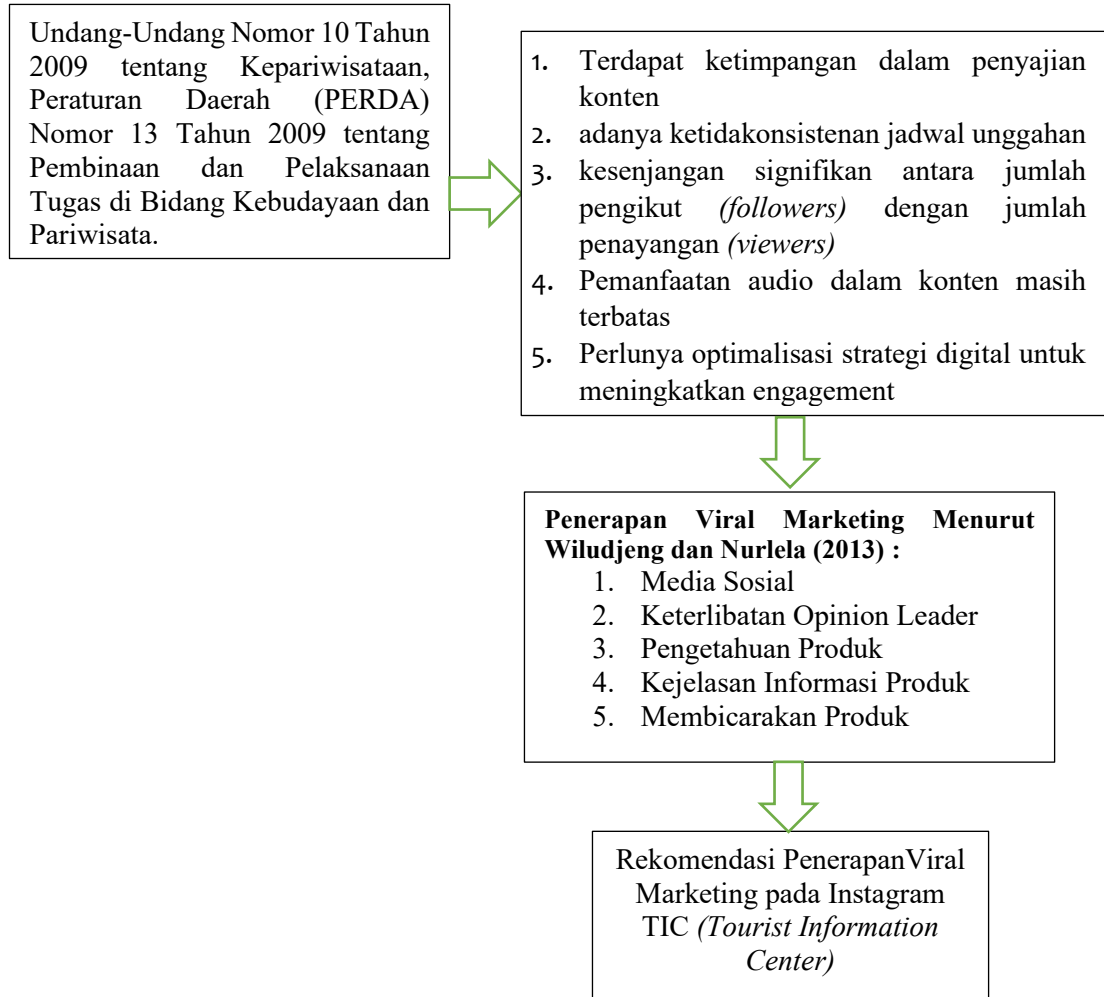 Undang-Undang Nomor 10 Tahun
2009 tentang Kepariwisataan,
Peraturan Daerah (PERDA)
Nomor 13 Tahun 2009 tentang
Pembinaan dan Pelaksanaan
Tugas di Bidang Kebudayaan dan
Pariwisata.
1. Terdapat ketimpangan dalam penyajian
konten
2. adanya ketidakonsistenan jadwal unggahan
3. kesenjangan signifikan antara jumlah
pengikut (followers) dengan jumlah
penayangan (viewers)
4. Pemanfaatan audio dalam konten masih
terbatas
5. Perlunya optimalisasi strategi digital untuk
meningkatkan engagement
Penerapan Viral Marketing Menurut
Wiludjeng dan Nurlela (2013) :
1. Media Sosial
2. Keterlibatan Opinion Leader
3. Pengetahuan Produk
4. Kejelasan Informasi Produk
5. Membicarakan Produk
Rekomendasi PenerapanViral
Marketing pada Instagram
TIC (Tourist Information
Center)